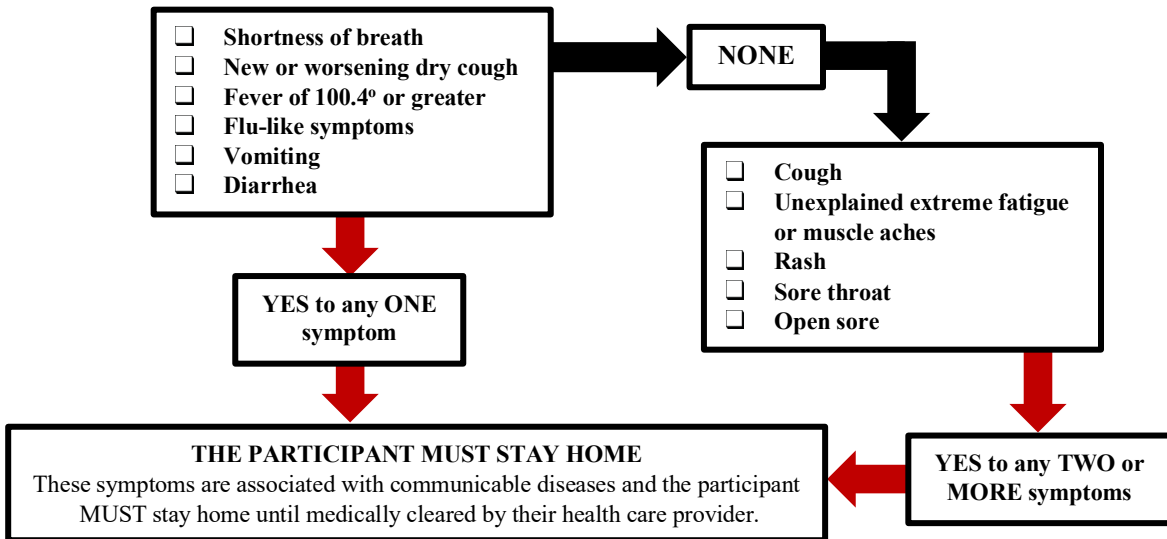 ❑ Shortness of breath
❑ New or worsening dry cough
❑ Fever of 100.4º or greater
❑ Flu-like symptoms
❑ Vomiting
❑ Diarrhea
NONE
❑ Cough
❑ Unexplained extreme fatigue
or muscle aches
❑ Rash
❑ Sore throat
❑ Open sore
YES to any ONE
symptom
YES to any TWO or
MORE symptoms
THE PARTICIPANT MUST STAY HOME
These symptoms are associated with communicable diseases and the participant
MUST stay home until medically cleared by their health care provider.